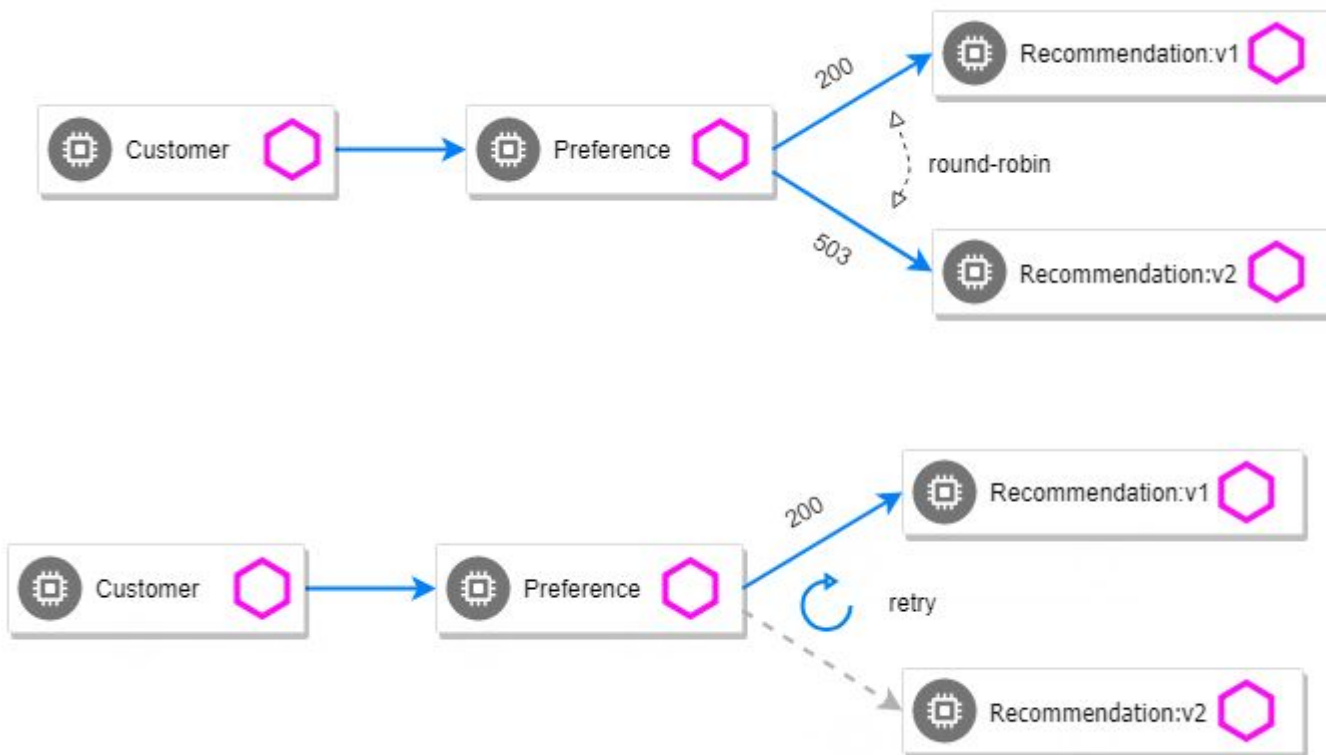 200
Recommendation:v1
Customer
Preference
round-robin
503
Recommendation:v2
200
Recommendation:v1
Customer
Preference
retry
Recommendation:v2